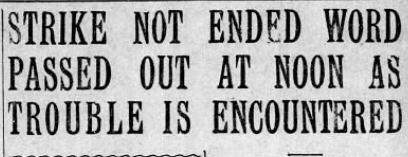 STRIKE NOT ENDED WORD
PASSED OUT AT NOON AS
TROUBLE IS ENCOUNTERED